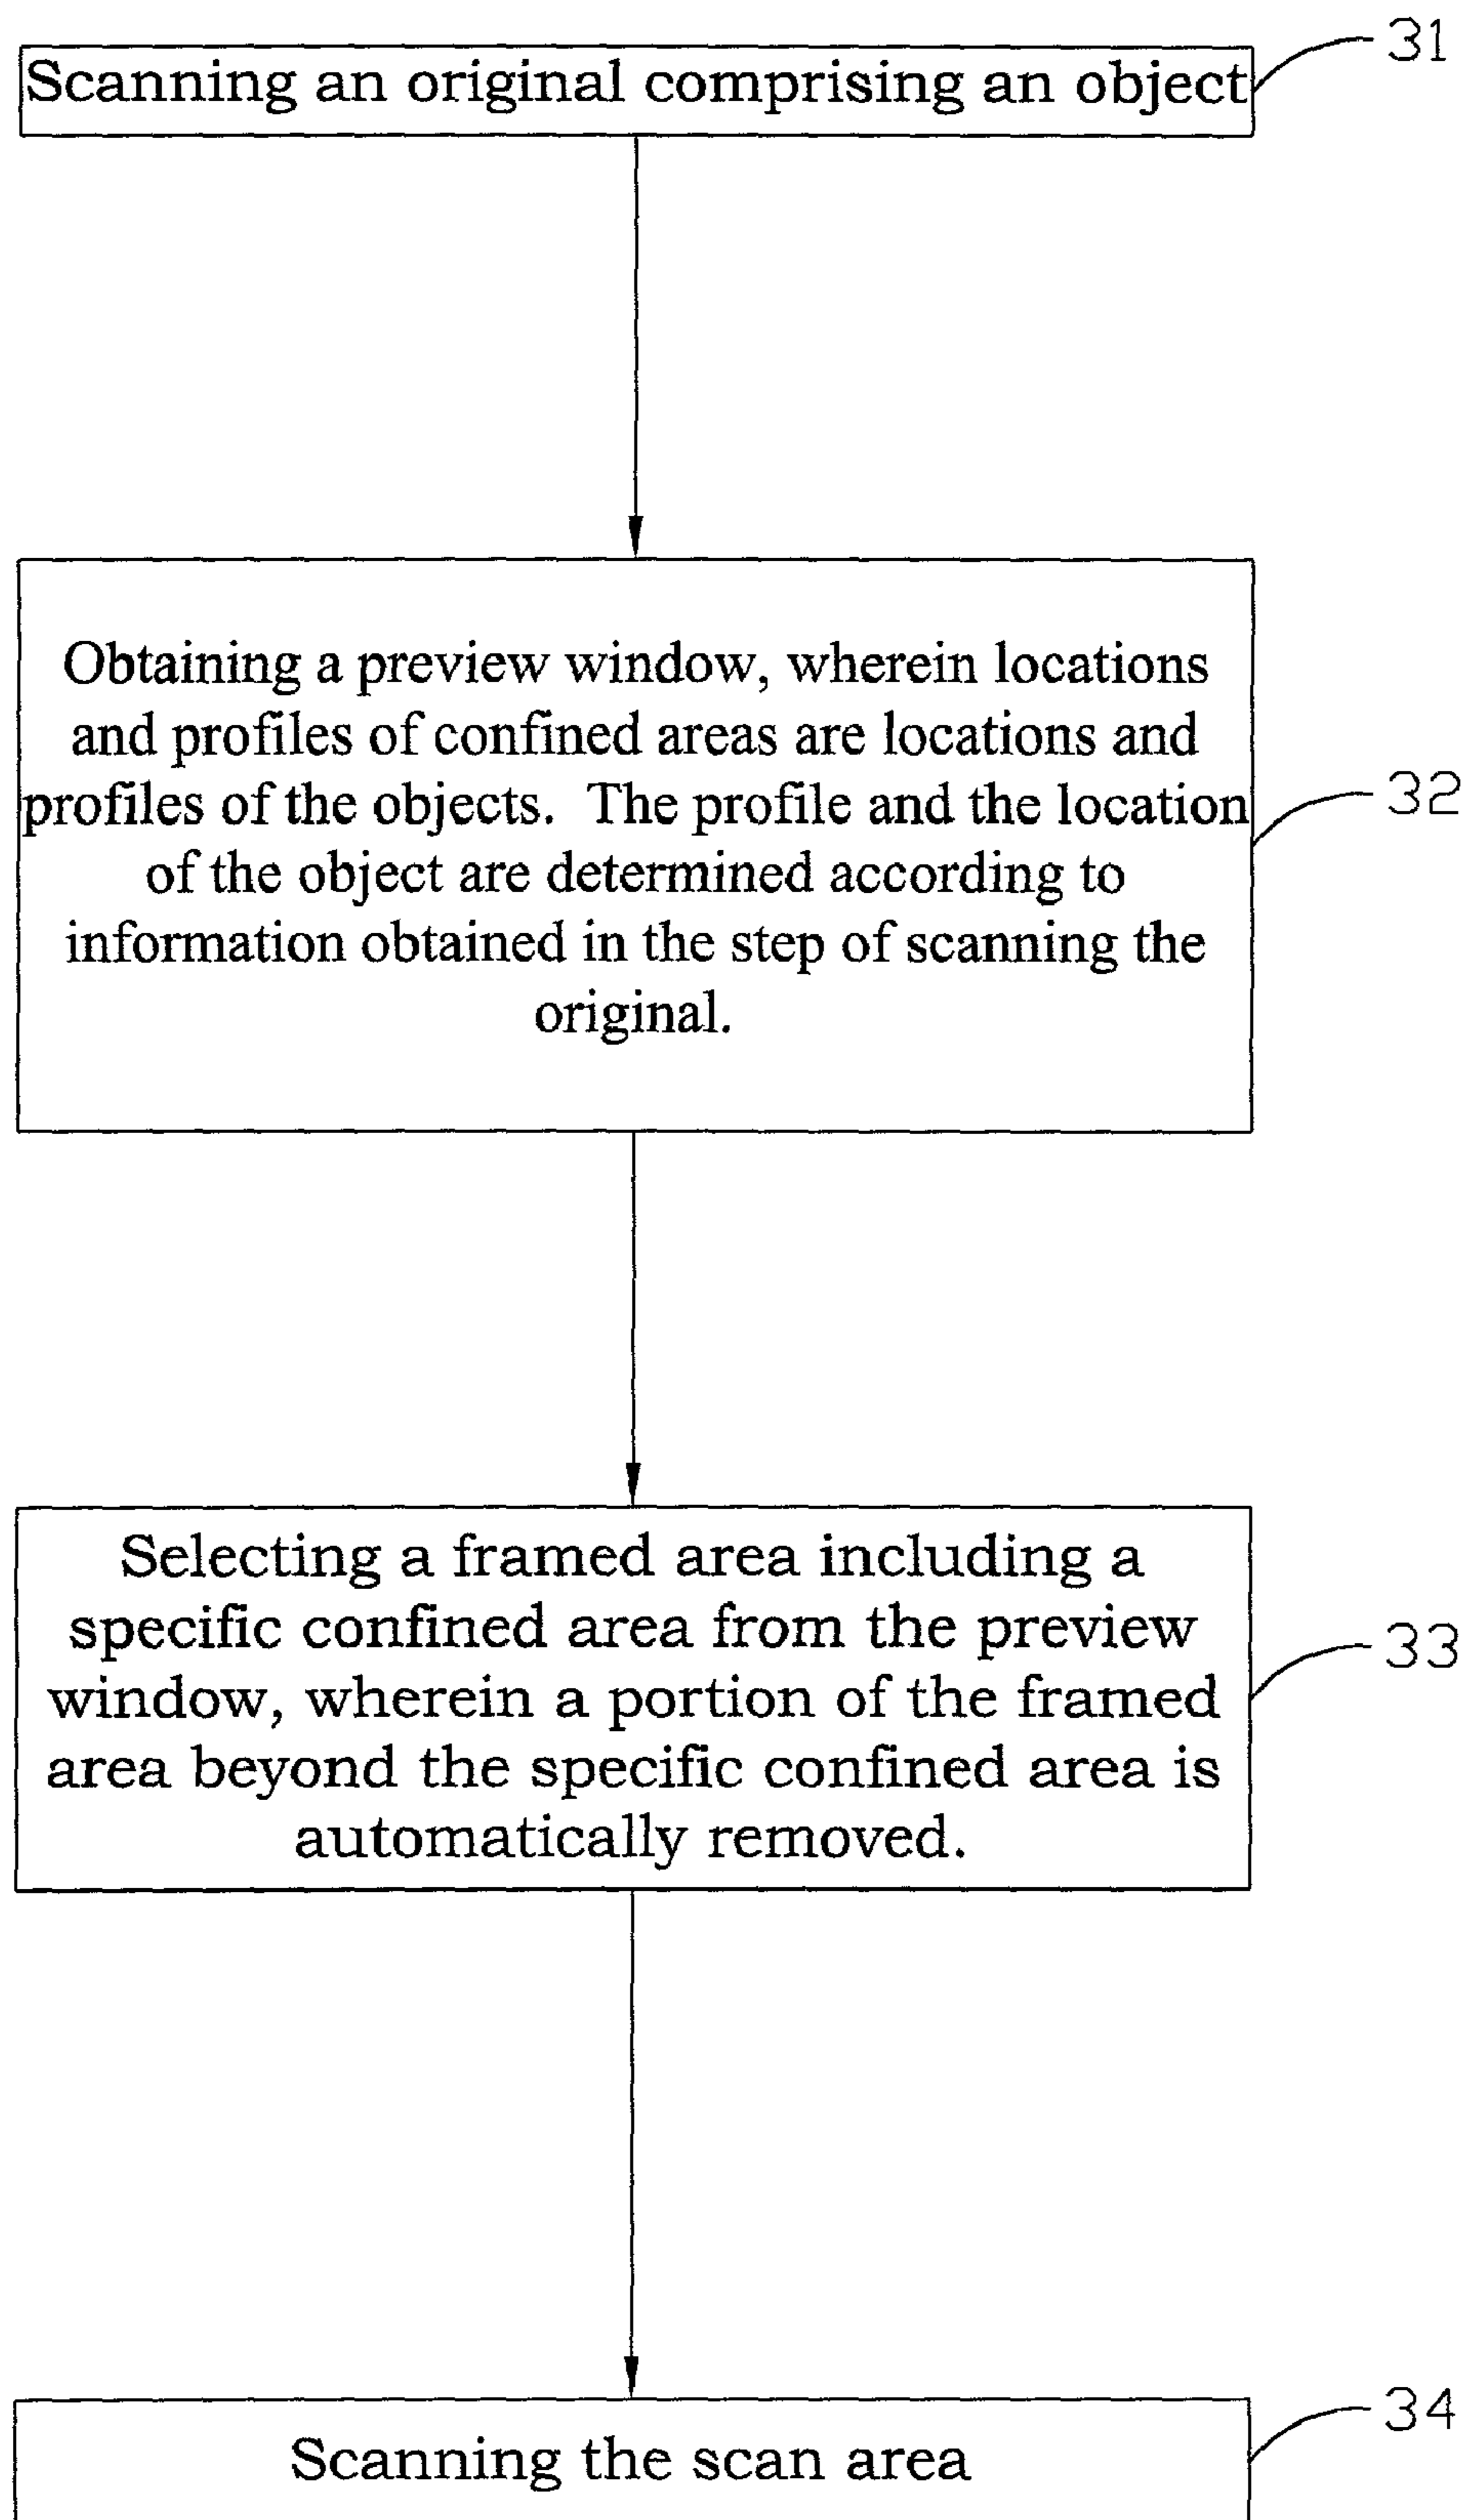 31
Scanning an original comprising an object
Obtaining a preview window, wherein locations
and profiles of confined areas are locations and
profiles of the objects. The profile and the location
32
of the object are determined according to
information obtained in the step of scanning the
original.
Selecting a framed area including a
specific confined area from the preview
33
window, wherein a portion of the framed
area beyond the specific confined area is
automatically removed.
34
Scanning the scan area